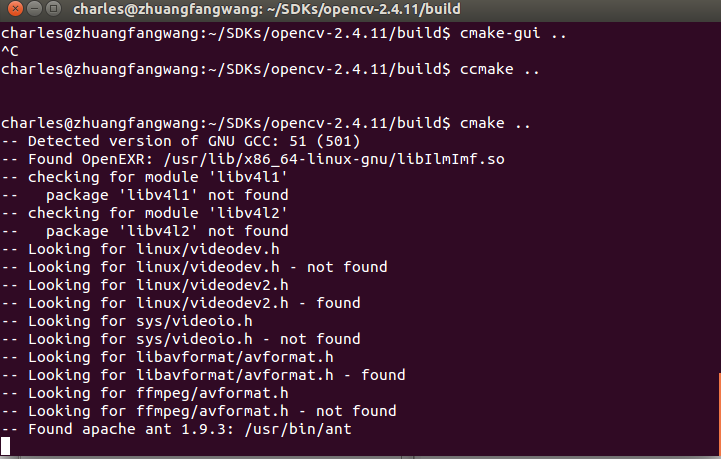 charles@zhuangfangwang: ~/SDKs/opencv-2.4.11/build
charles@zhuangfangwang:~/SDKs/opencv-2.4.11/build$ cmake-gui ..
^C
charles@zhuangfangwang:~/SDKs/opencv-2.4.11/build$ ccmake ..
charles@zhuangfangwang:~/SDKs/opencv-2.4.11/build$ cmake ..
-- Detected version of GNU GCC: 51 (501)
-- Found OpenEXR: /usr/lib/x86_64-linux-gnu/libIlmImf.so
-- checking for module 'libv4l1'
--   package 'libv4l1' not found
-- checking for module 'libv4l2'
--   package 'libv4l2' not found
-- Looking for linux/videodev.h
-- Looking for linux/videodev.h - not found
-- Looking for linux/videodev2.h
-- Looking for linux/videodev2.h - found
-- Looking for sys/videoio.h
-- Looking for sys/videoio.h - not found
-- Looking for libavformat/avformat.h
-- Looking for libavformat/avformat.h - found
-- Looking for ffmpeg/avformat.h
-- Looking for ffmpeg/avformat.h - not found
-- Found apache ant 1.9.3: /usr/bin/ant